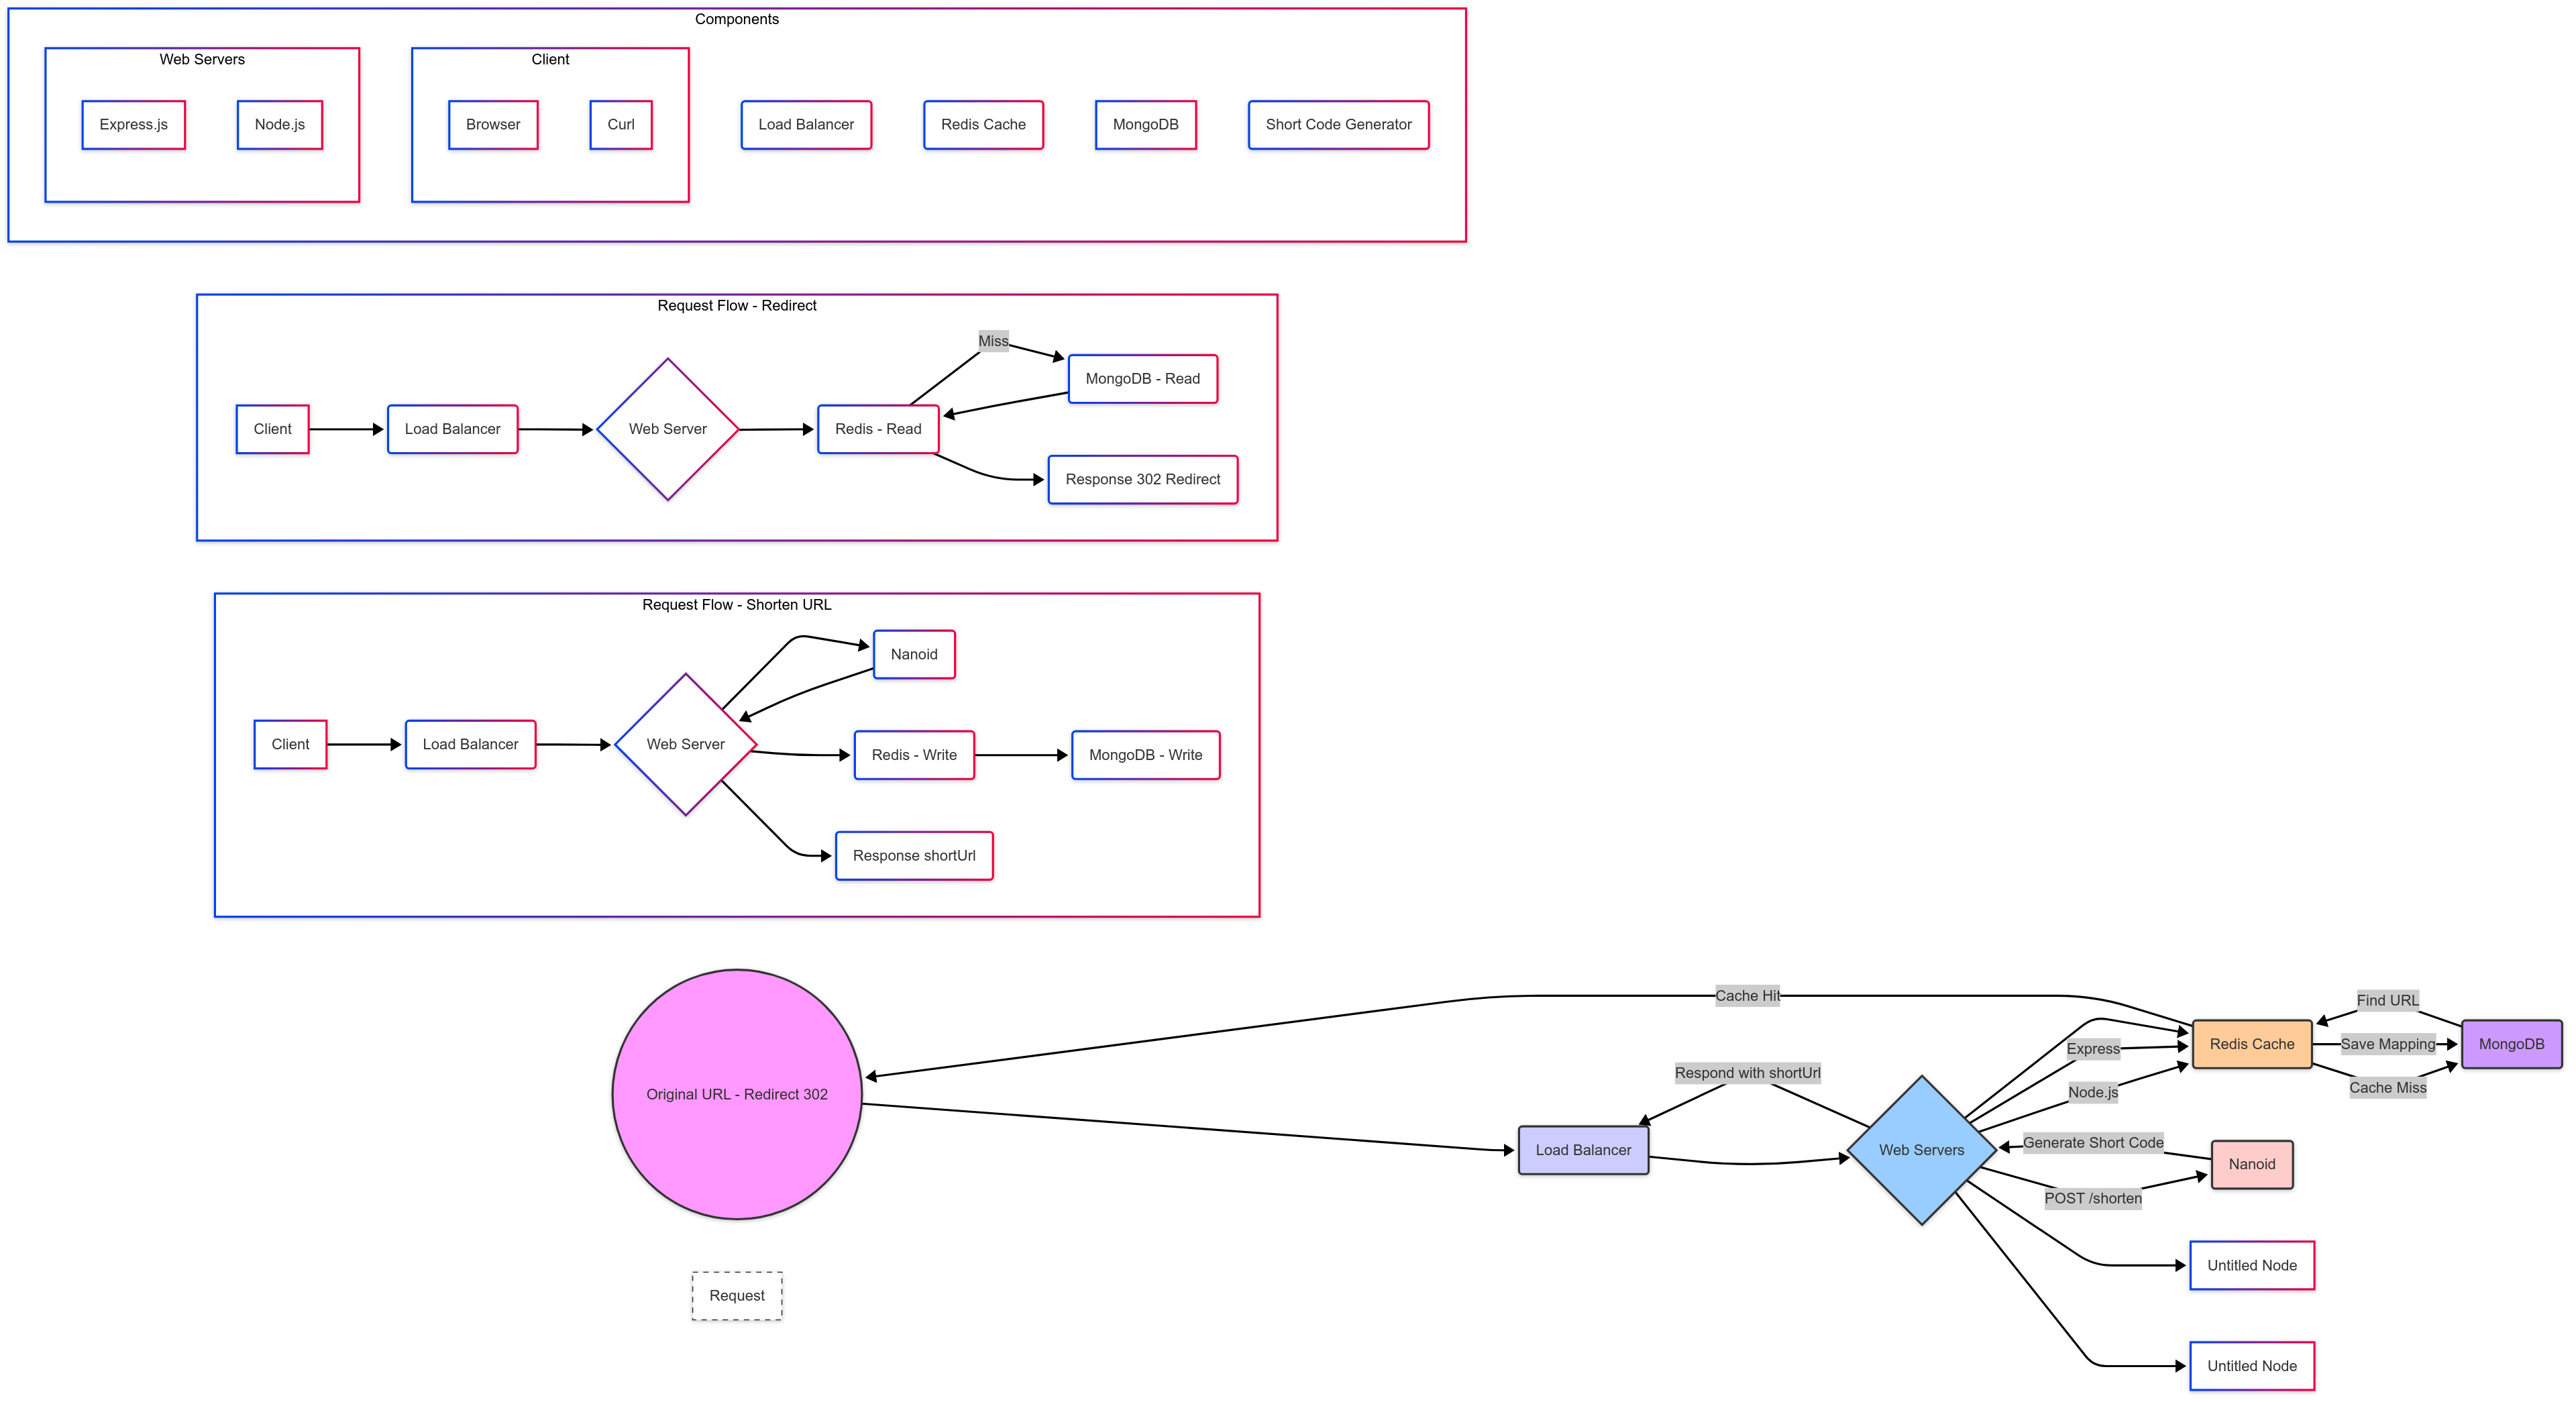 Components
Web Servers
Client
Express.js
Node.js
Browser
Curl
Load Balancer
Redis Cache
MongoDB
Short Code Generator
Request Flow - Redirect
Miss
MongoDB - Read
Client
Load Balancer
Web Server
Redis - Read
Response 302 Redirect
Request Flow - Shorten URL
Nanoid
Client
Load Balancer
Web Server
Redis - Write
MongoDB - Write
Response shortUrl
Cache Hit
Find URL
Express
Redis Cache
Save Mapping
MongoDB
Respond with shortUrl
Node.js
Cache Miss
Original URL - Redirect 302
Load Balancer
Web Servers
Generate Short Code
Nanoid
POST /shorten
Untitled Node
Request
Untitled Node